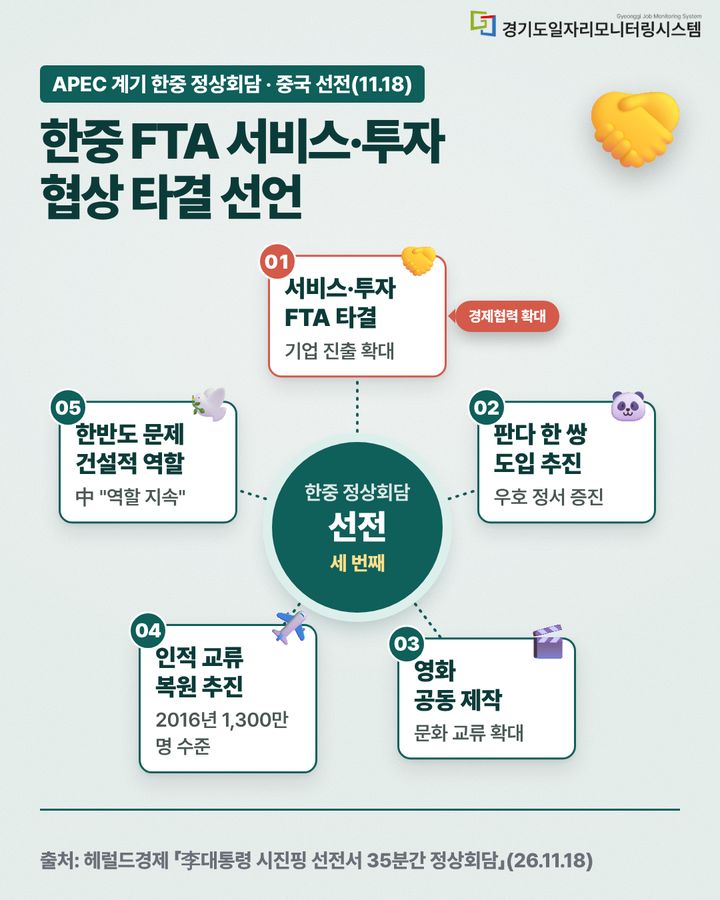 Gyeonggi Job Monitoring System
경기도일자리모니터링시스템
APEC 계기 한중 정상회담 · 중국 선전(11.18)
한중 FTA 서비스·투자
협상 타결 선언
01
서비스·투자
FTA 타결
기업 진출 확대
경제협력 확대
05
한반도 문제
건설적 역할
中 "역할 지속"
02
판다 한 쌍
도입 추진
우호 정서 증진
한중 정상회담
선전
세 번째
04
인적 교류
복원 추진
2016년 1,300만
명 수준
03
영화
공동 제작
문화 교류 확대
출처: 헤럴드경제 「李대통령 시진핑 선전서 35분간 정상회담」(26.11.18)